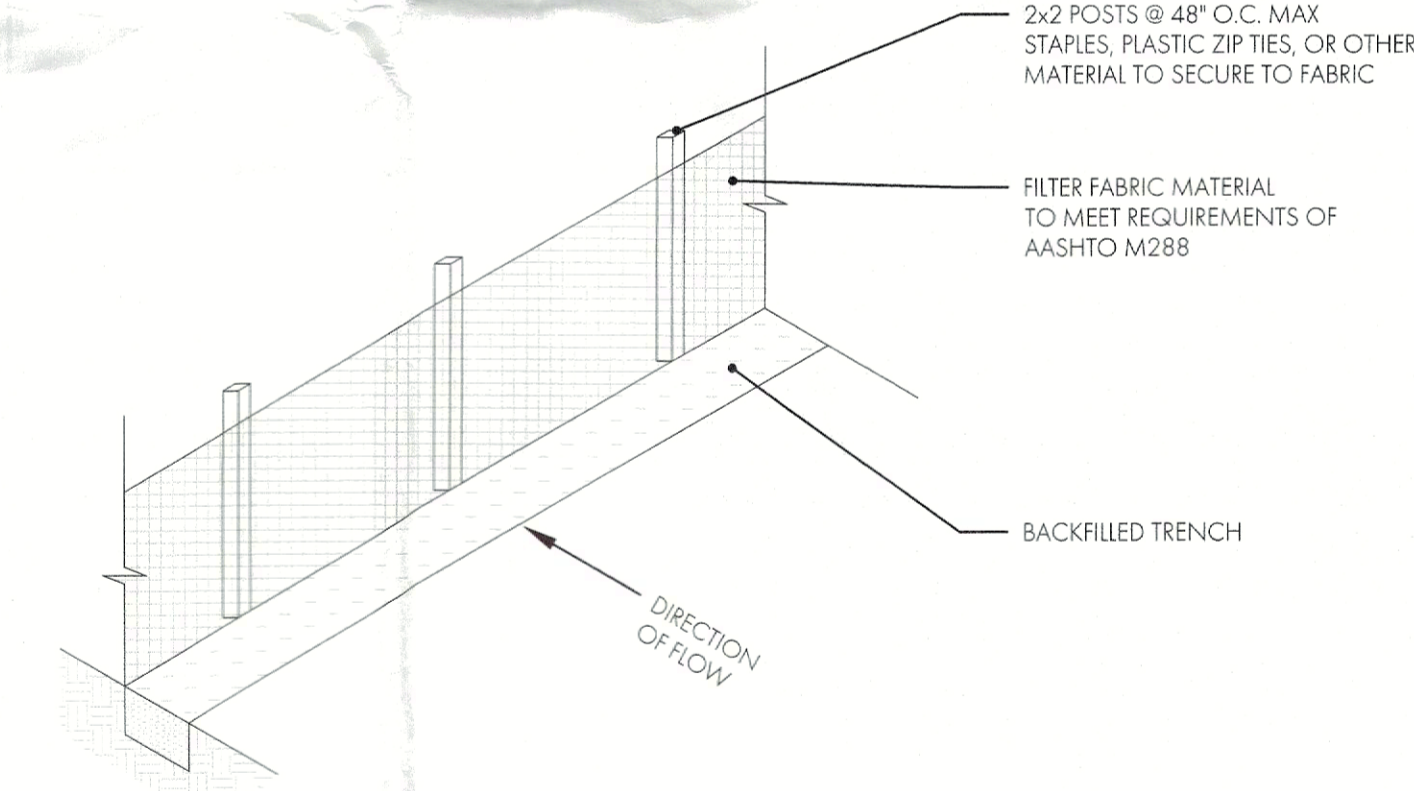 2x2 POSTS @ 48" O.C. MAX
STAPLES, PLASTIC ZIP TIES, OR OTHER
MATERIAL TO SECURE TO FABRIC
FILTER FABRIC MATERIAL
TO MEET REQUIREMENTS OF
AASHTO M288
BACKFILLED TRENCH
DIRECTION
OF FLOW